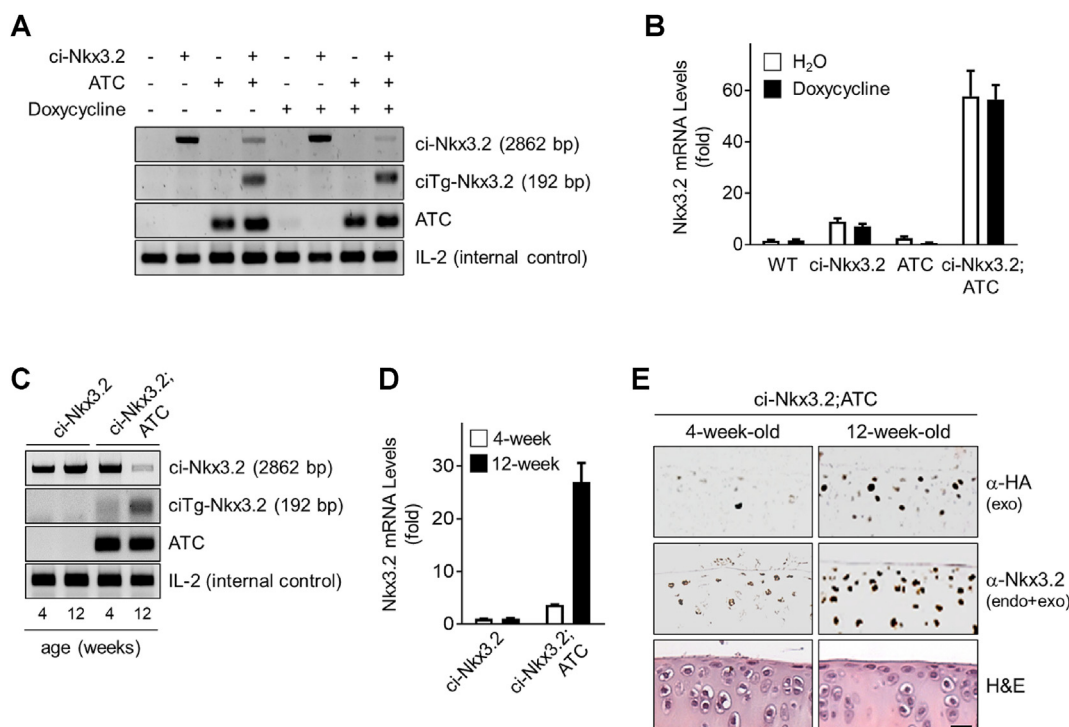 A
ci-Nkx3.2 - + - + - + - +
ATC - - + + - - + +
Doxycycline - - - - + + + +
ci-Nkx3.2 (2862 bp)
ciTg-Nkx3.2 (192 bp)
ATC
IL-2 (internal control)
B
H2O
Doxycycline
Nkx3.2 mRNA Levels
(fold)
60
40
20
0
WT ci-Nkx3.2 ATC ci-Nkx3.2;
ATC
C
ci-Nkx3.2
ci-Nkx3.2;
ATC
ci-Nkx3.2 (2862 bp)
ciTg-Nkx3.2 (192 bp)
ATC
IL-2 (internal control)
4 12 4 12
age (weeks)
D
4-week
12-week
Nkx3.2 mRNA Levels
(fold)
30
20
10
0
ci-Nkx3.2
ci-Nkx3.2;
ATC
E
ci-Nkx3.2;ATC
4-week-old 12-week-old
α-HA
(exo)
α-Nkx3.2
(endo+exo)
H&E